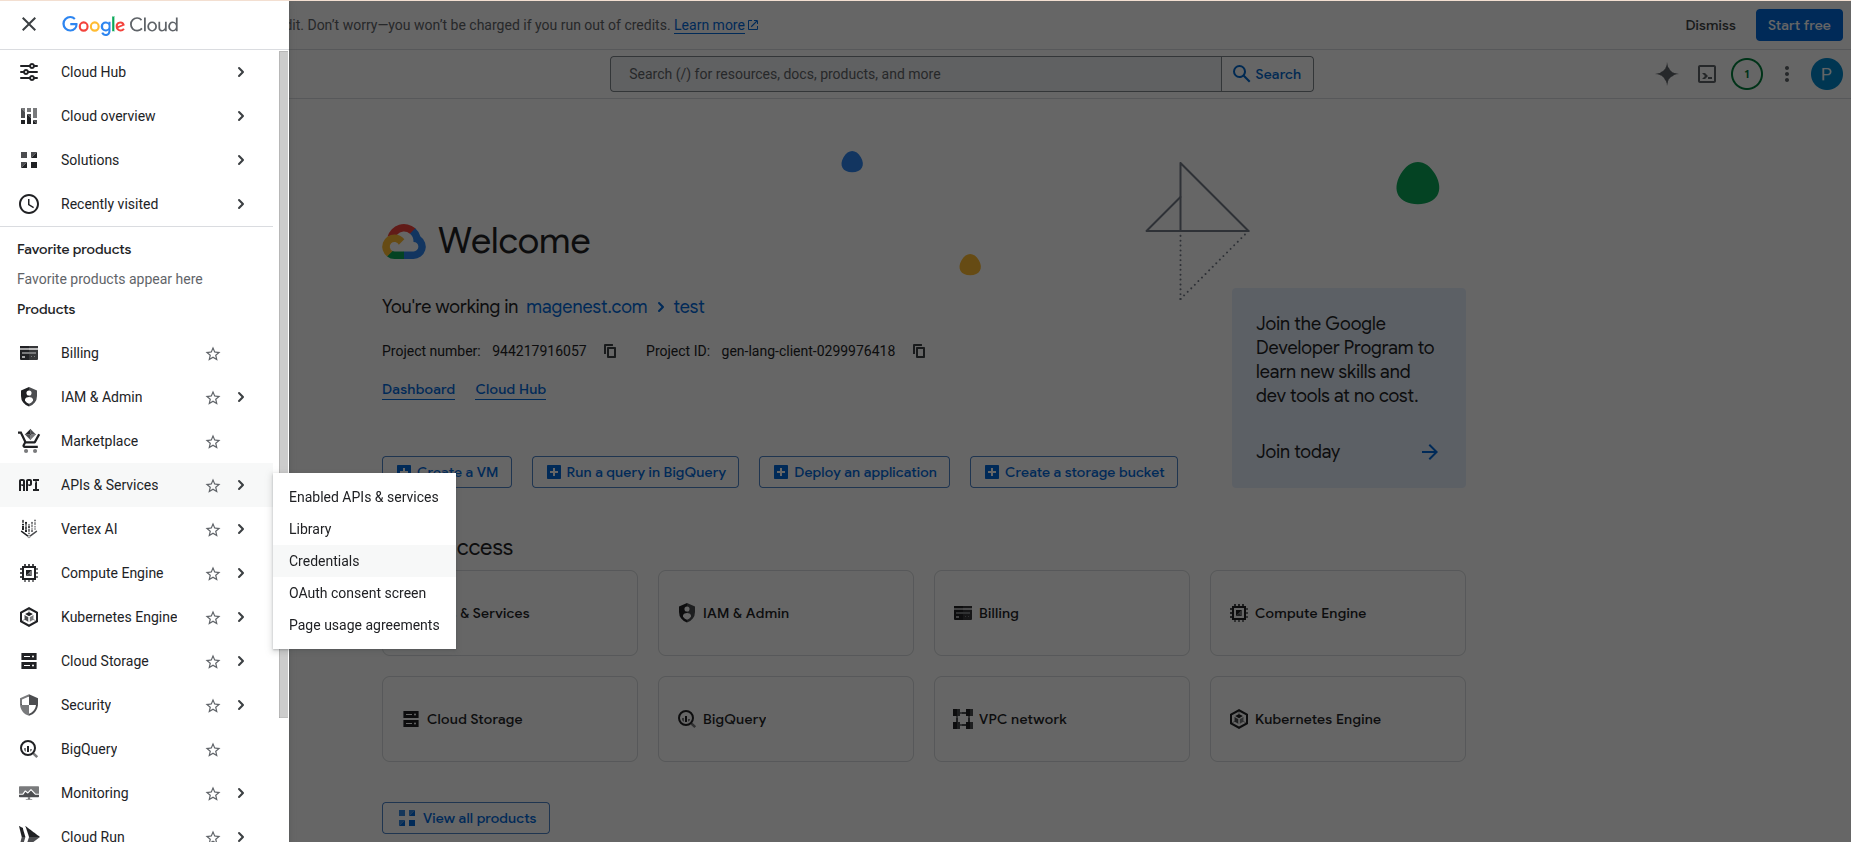 Google Cloud
dit. Don't worry—you won't be charged if you run out of credits. Learn more
Dismiss
Start free
Search (/) for resources, docs, products, and more
Search
1
P
Cloud Hub
Cloud overview
Solutions
Recently visited
Favorite products
Favorite products appear here
Products
Billing
IAM & Admin
Marketplace
API APIs & Services
Vertex AI
Compute Engine
Kubernetes Engine
Cloud Storage
Security
BigQuery
Monitoring
Cloud Run
Enabled APIs & services
Library
Credentials
OAuth consent screen
Page usage agreements
Welcome
You're working in magenest.com > test
Project number: 944217916057 Project ID: gen-lang-client-0299976418
Dashboard Cloud Hub
Create a VM
Run a query in BigQuery
Deploy an application
Create a storage bucket
Join the Google
Developer Program to
learn new skills and
dev tools at no cost.
Join today
ccess
& Services
IAM & Admin
Billing
Compute Engine
Cloud Storage
BigQuery
VPC network
Kubernetes Engine
View all products